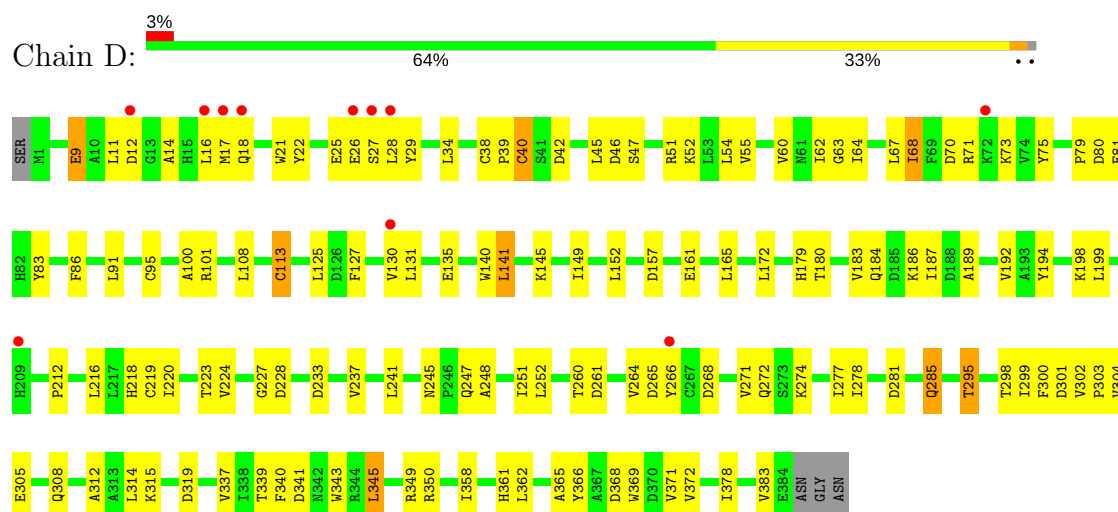 3%
Chain D:
64% 33% • •
SER M1 E9 A10 L11 D12 G13 A14 H15 L16 M17 Q18 W21 Y22 E25 E26 S27 L28 Y29 L34 C38 P39 C40 S41 D42 L45 D46 S47 R51 K52 L53 L54 V55 V60 N61 I62 G63 I64 L67 I68 F69 D70 R71 K72 K73 V74 Y75 P79 D80 E81
H82 Y83 F86 L91 C95 A100 R101 L108 C113 L125 D126 F127 V130 L131 E135 W140 L141 K145 I149 L152 D157 E161 L165 L172 H179 T180 V183 Q184 D185 K186 I187 D188 A189 V192 A193 Y194 K198 L199
H209 P212 L216 L217 H218 C219 I220 T223 V224 G227 D228 D233 V237 L241 N245 P246 Q247 A248 I251 L252 T260 D261 V264 D265 Y266 C267 D268 V271 Q272 S273 K274 I277 I278 D281 Q285 T295 T298 I299 F300 D301 V302 P303
E305 Q308 A312 A313 L314 K315 D319 V337 I338 T339 F340 D341 N342 W343 R344 L345 R349 R350 I358 H361 L362 A365 Y366 A367 D368 W369 D370 V371 V372 I378 V383 E384 ASN GLY ASN